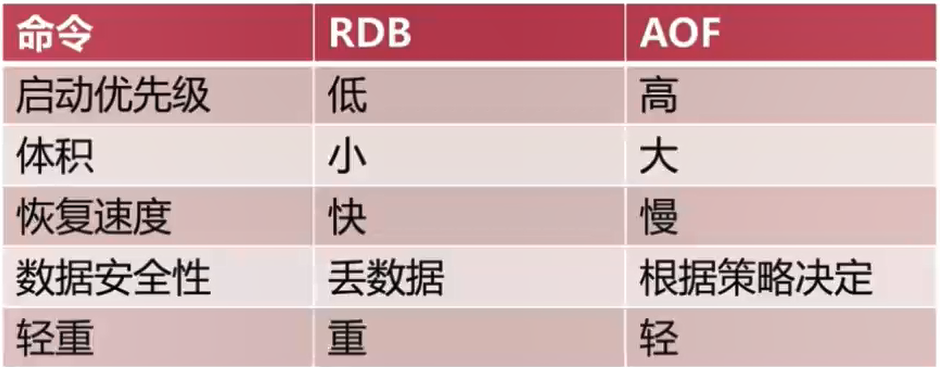 命令 RDB AOF
启动优先级 低 高
体积 小 大
恢复速度 快 慢
数据安全性 丢数据 根据策略决定
轻重 重 轻